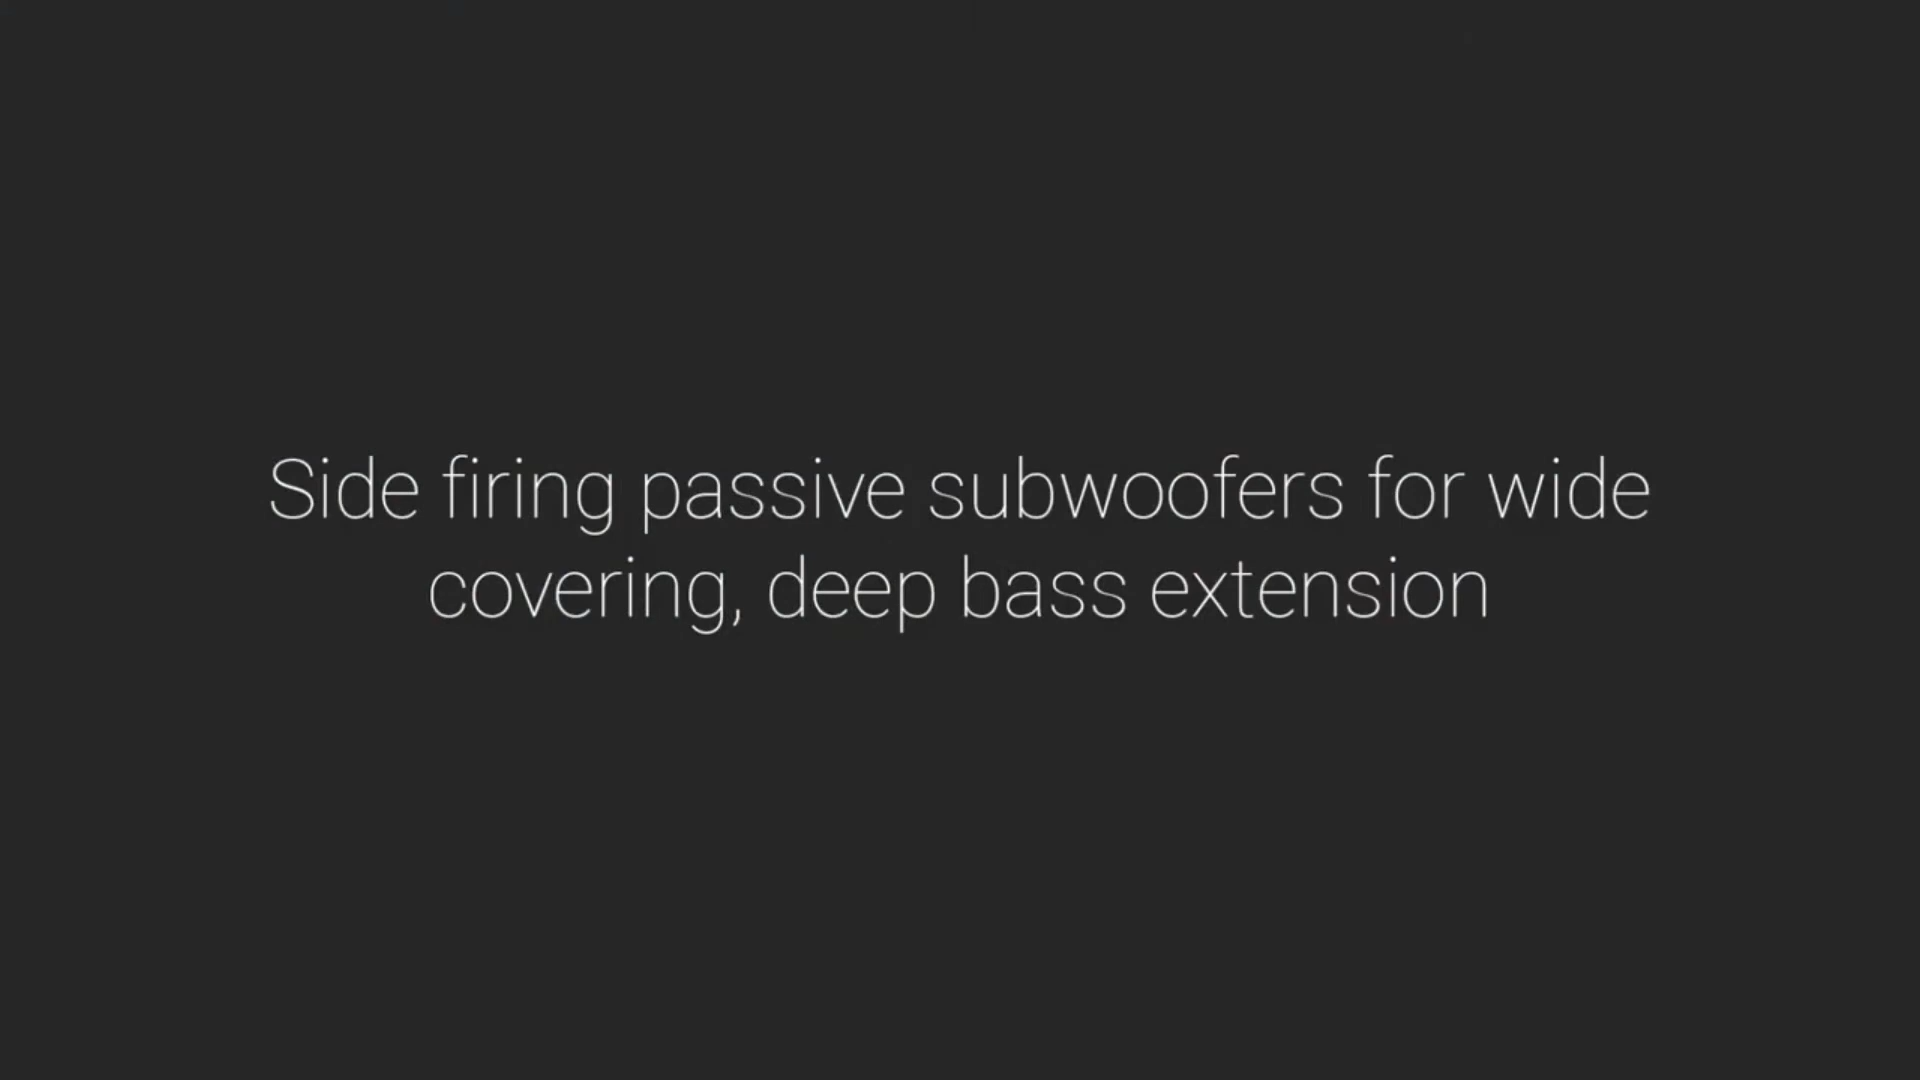 Side firing passive subwoofers for wide
covering, deep bass extension